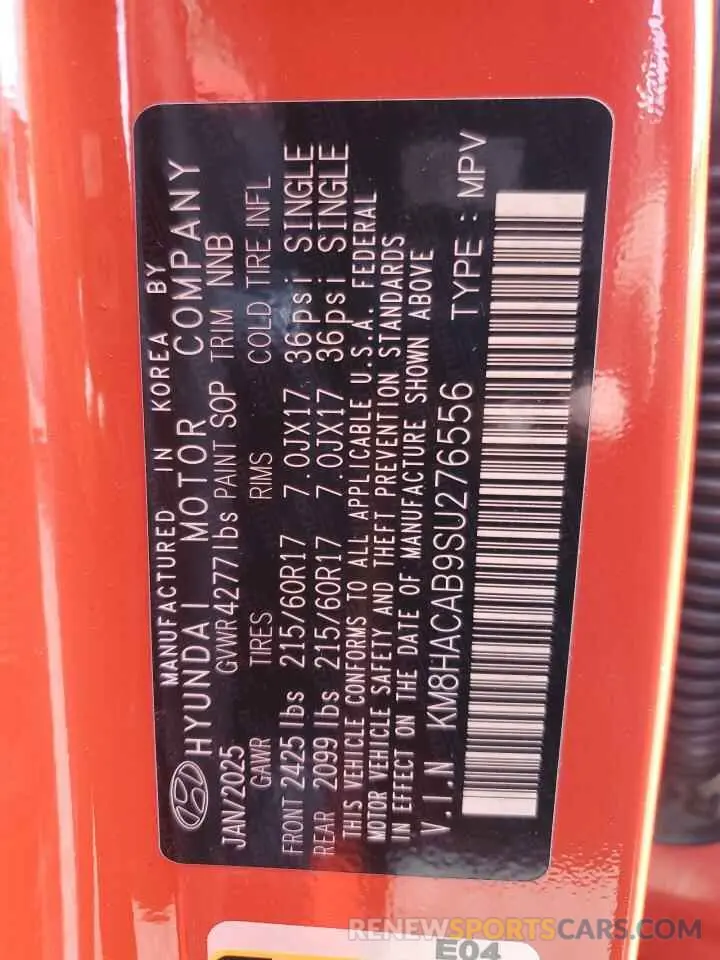 MANUFACTURED IN KOREA BY
HYUNDAI MOTOR COMPANY
JAN/2025 GVWR4277lbs PAINT SOP TRIM NNB
GAWR TIRES RIMS COLD TIRE INFL
FRONT 2425lbs 215/60R17 7.0JX17 36psi SINGLE
REAR 2099lbs 215/60R17 7.0JX17 36psi SINGLE
THIS VEHICLE CONFORMS TO ALL APPLICABLE U.S.A. FEDERAL
MOTOR VEHICLE SAFETY AND THEFT PREVENTION STANDARDS
IN EFFECT ON THE DATE OF MANUFACTURE SHOWN ABOVE
V.I.N KM8HACAB9SU276556 TYPE : MPV
E04
RENEWSPORTSCARS.COM